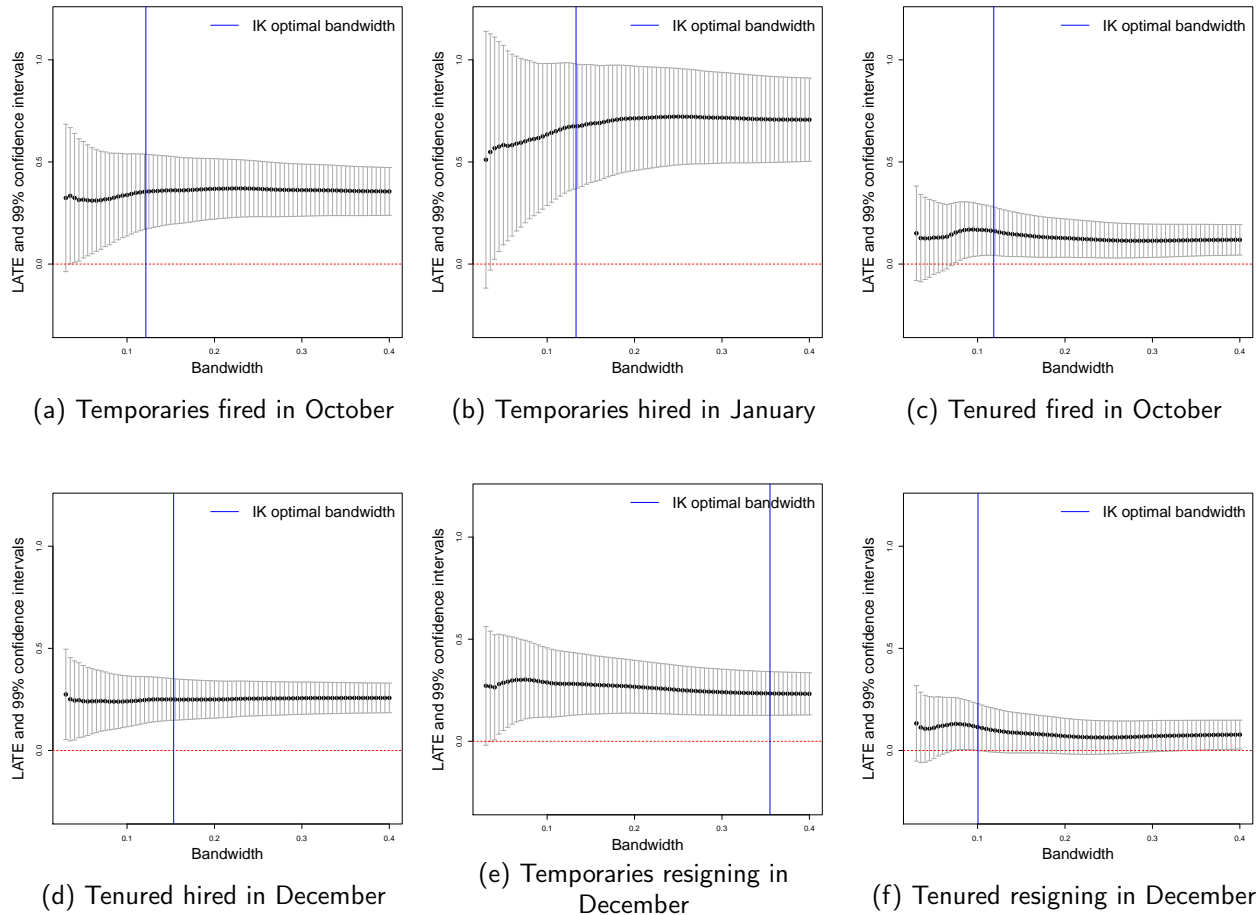 IK optimal bandwidth
LATE and 99% confidence intervals
0.0
0.5
1.0
0.1
0.2
0.3
0.4
Bandwidth
(a) Temporaries fired in October
IK optimal bandwidth
LATE and 99% confidence intervals
0.0
0.5
1.0
0.1
0.2
0.3
0.4
Bandwidth
(b) Temporaries hired in January
IK optimal bandwidth
LATE and 99% confidence intervals
0.0
0.5
1.0
0.1
0.2
0.3
0.4
Bandwidth
(c) Tenured fired in October
IK optimal bandwidth
LATE and 99% confidence intervals
0.0
0.5
1.0
0.1
0.2
0.3
0.4
Bandwidth
(d) Tenured hired in December
IK optimal bandwidth
LATE and 99% confidence intervals
0.0
0.5
1.0
0.1
0.2
0.3
0.4
Bandwidth
(e) Temporaries resigning in
December
IK optimal bandwidth
LATE and 99% confidence intervals
0.0
0.5
1.0
0.1
0.2
0.3
0.4
Bandwidth
(f) Tenured resigning in December